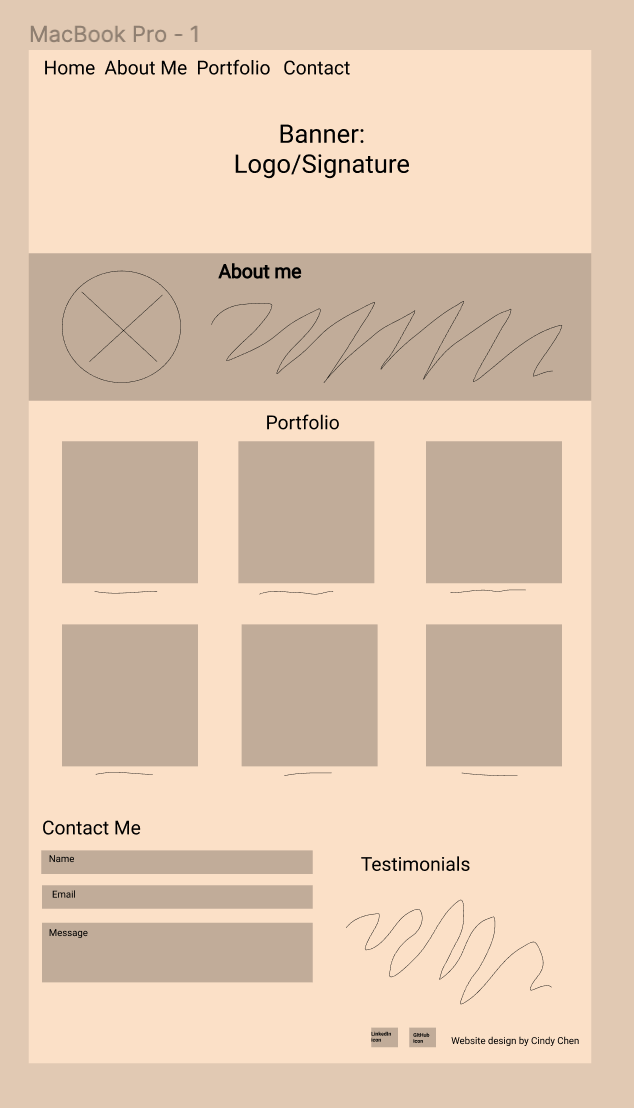 MacBook Pro - 1
Home About Me Portfolio Contact
Banner:
Logo/Signature
About me
Portfolio
Contact Me
Name
Email
Message
Testimonials
LinkedIn
icon
GitHub
icon
Website design by Cindy Chen